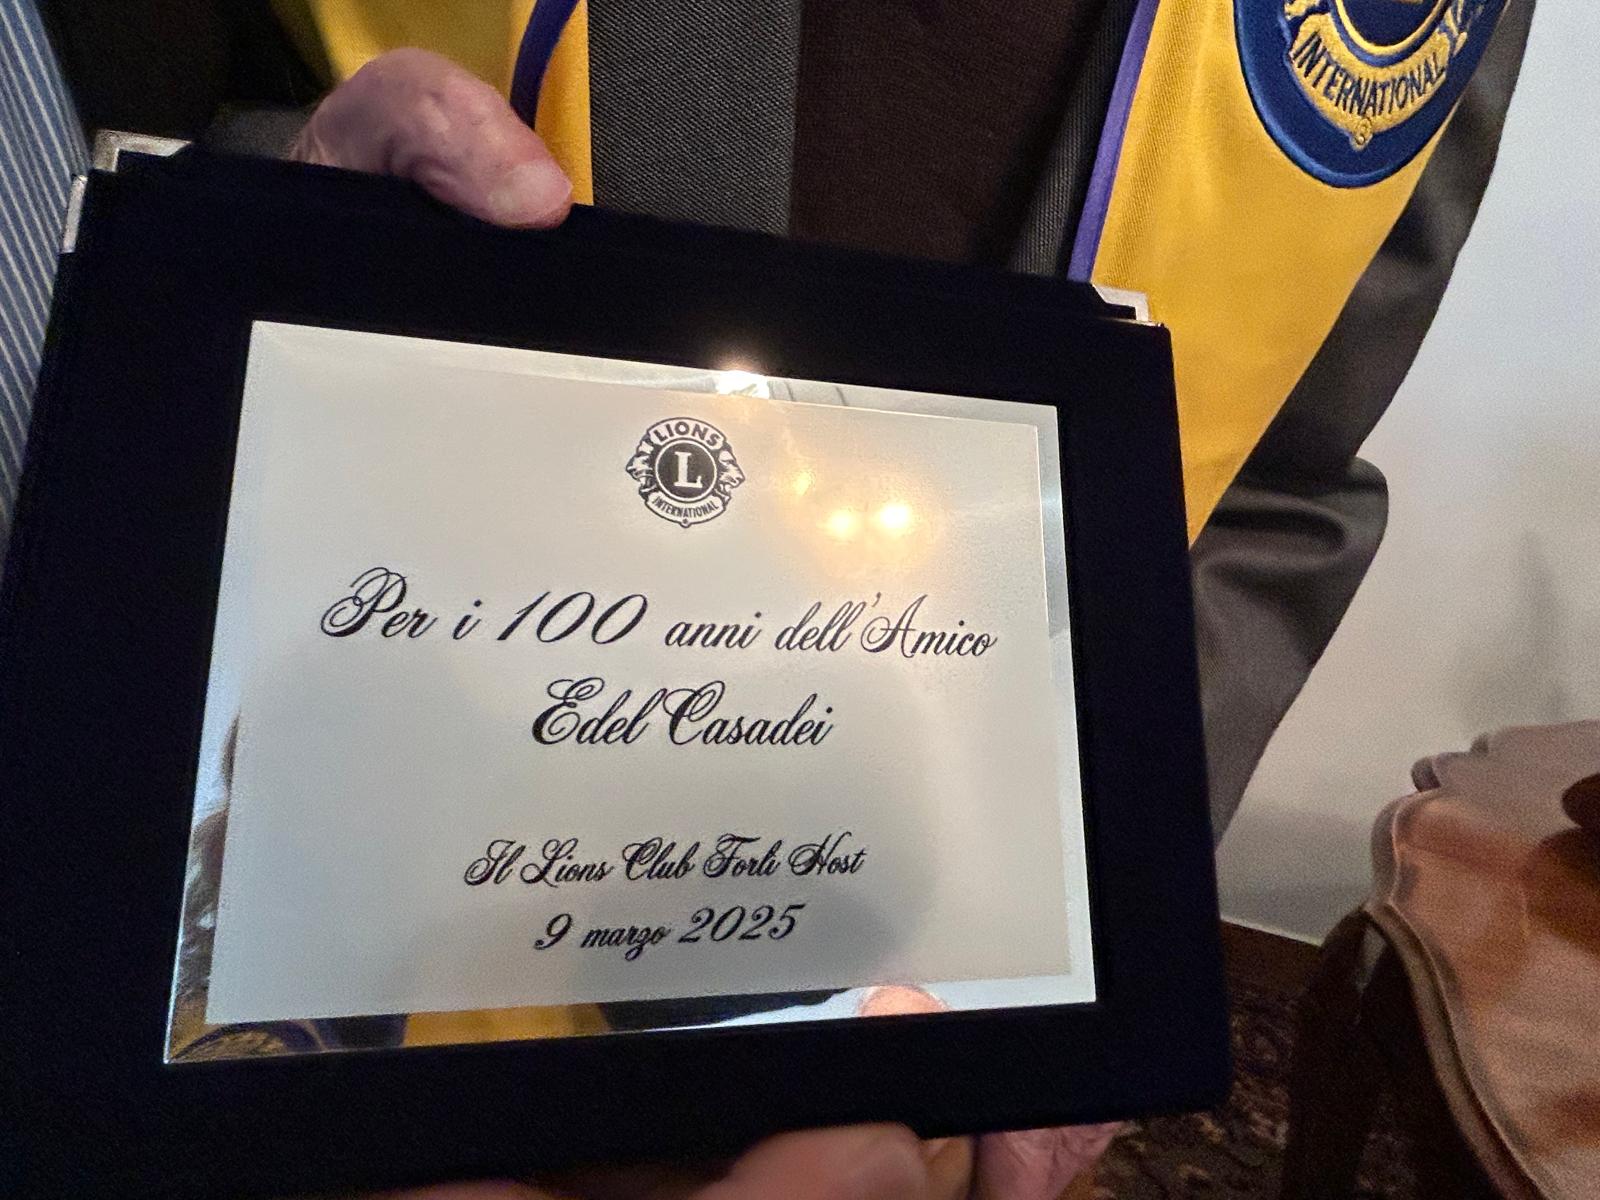 INTERNATIONAL
LIONS
L
INTERNATIONAL
Per i 100 anni dell'Amico
Edel Casadei
Il Lions Club Forlì Host
9 marzo 2025